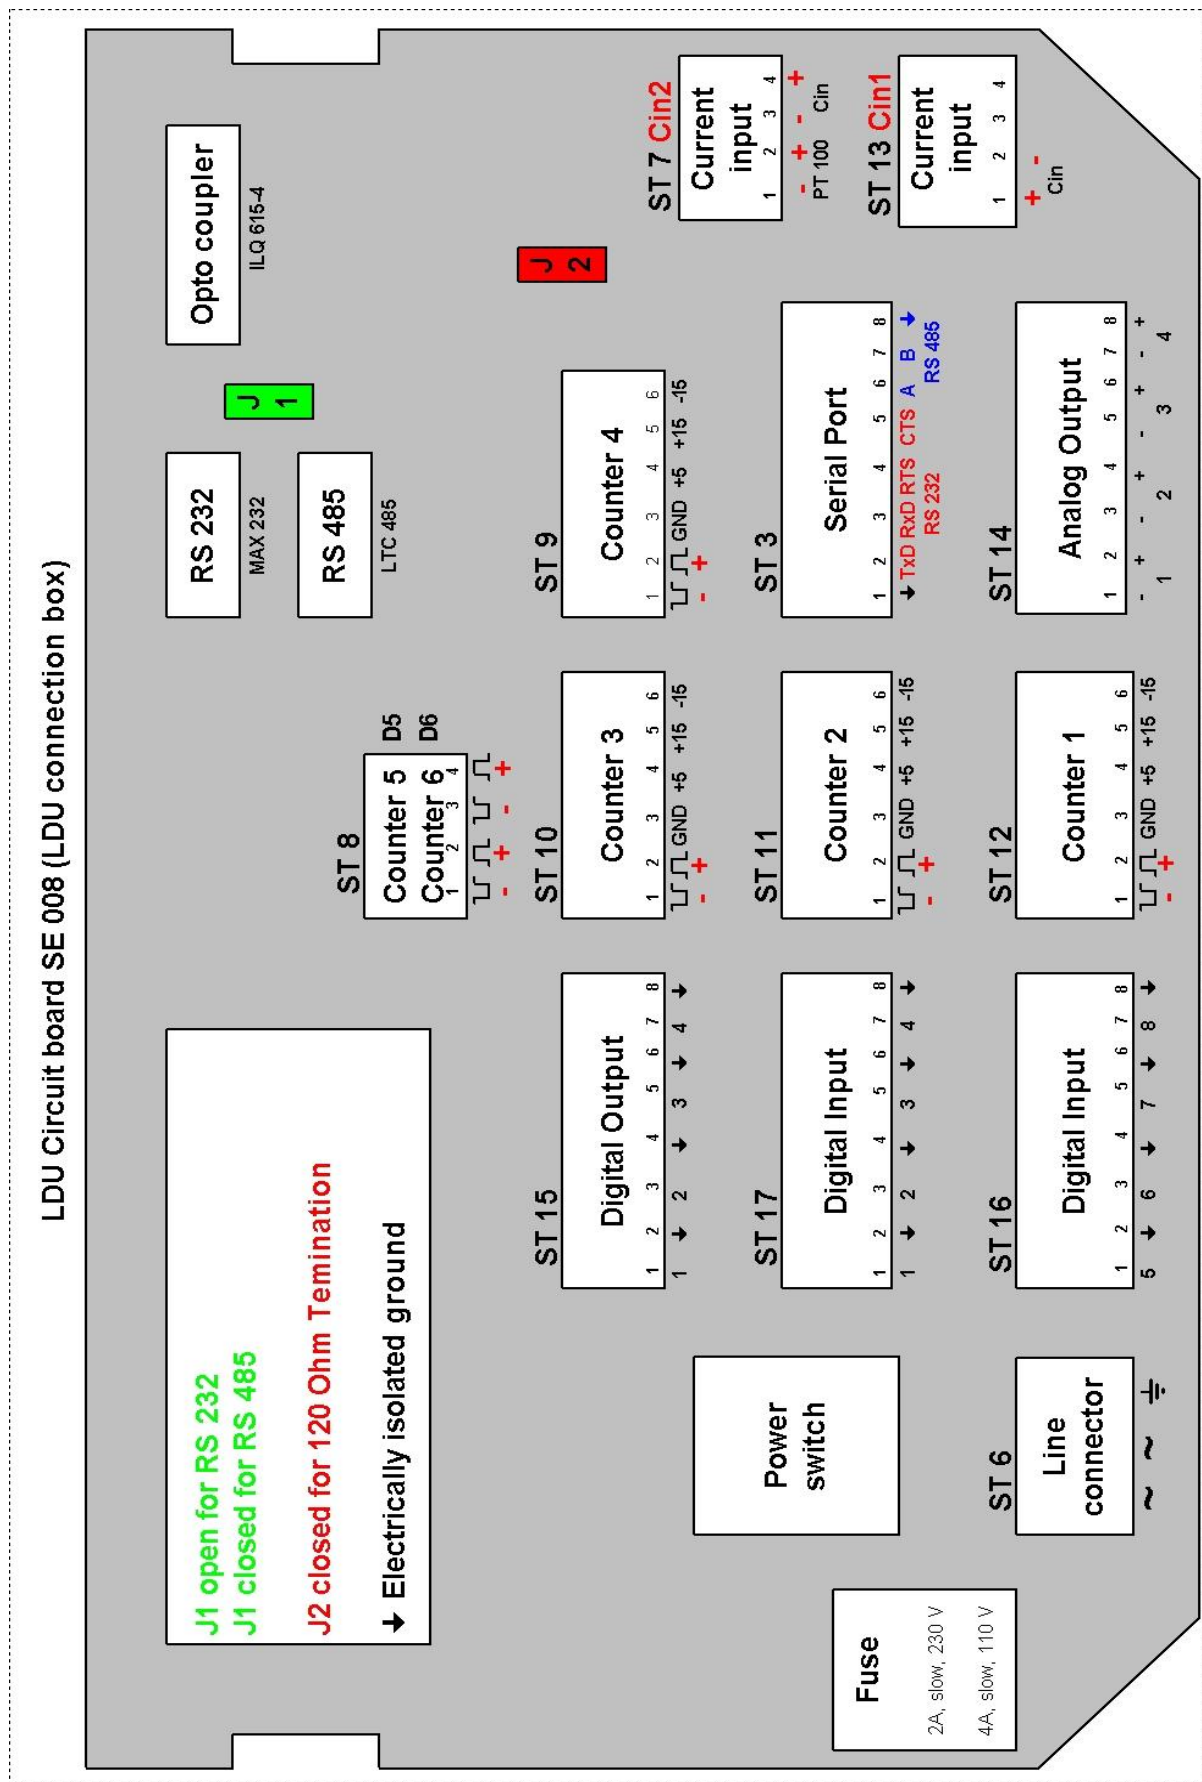 LDU Circuit board SE 008 (LDU connection box)
J1 open for RS 232
J1 closed for RS 485
J2 closed for 120 Ohm Temination
↓ Electrically isolated ground
RS 232
MAX 232
RS 485
LTC 485
J 1
Opto coupler
ILQ 615-4
J 2
ST 8
Counter 5 D5
Counter 6 D6
1 2 3 4
- + - +
ST 7 Cin2
Current
input
1 2 3 4
- + - +
PT 100 Cin
ST 15
Digital Output
1 2 3 4 5 6 7 8
1 ↓ 2 ↓ 3 ↓ 4 ↓
ST 10
Counter 3
1 2 3 4 5 6
GND +5 +15 -15
- +
ST 9
Counter 4
1 2 3 4 5 6
GND +5 +15 -15
- +
Power
switch
ST 17
Digital Input
1 2 3 4 5 6 7 8
1 ↓ 2 ↓ 3 ↓ 4 ↓
ST 11
Counter 2
1 2 3 4 5 6
GND +5 +15 -15
- +
ST 3
Serial Port
1 2 3 4 5 6 7 8
↓ TxD RxD RTS CTS A B ↓
RS 232 RS 485
ST 13 Cin1
Current
input
1 2 3 4
+ -
Cin
Fuse
2A, slow, 230 V
4A, slow, 110 V
ST 6
Line
connector
~ ~ ⏚
ST 16
Digital Input
1 2 3 4 5 6 7 8
5 ↓ 6 ↓ 7 ↓ 8 ↓
ST 12
Counter 1
1 2 3 4 5 6
GND +5 +15 -15
- +
ST 14
Analog Output
1 2 3 4 5 6 7 8
- + - + - + - +
1 2 3 4